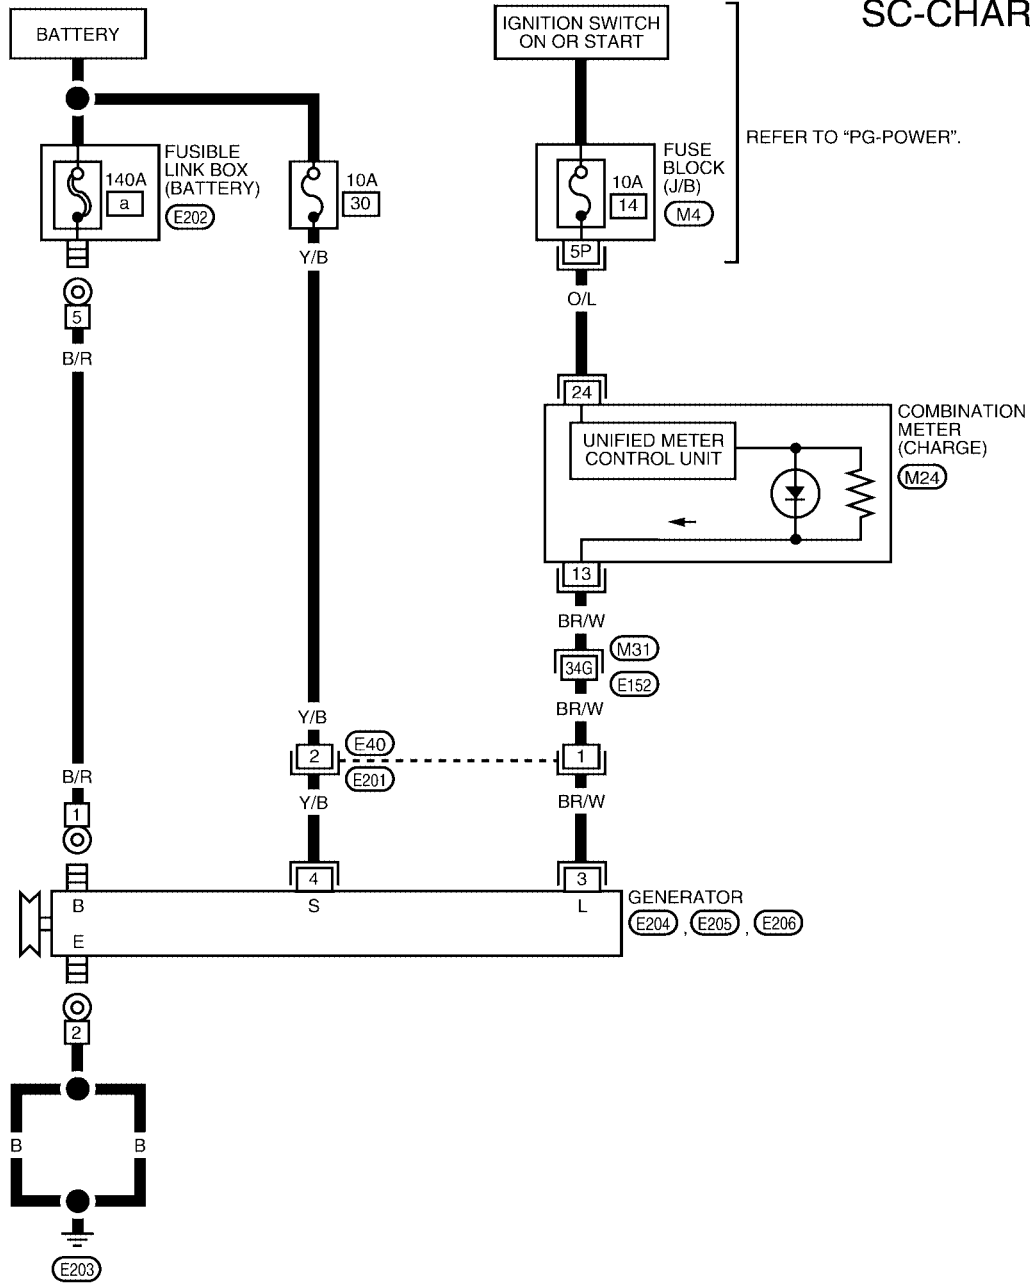 SC-CHAR
BATTERY
IGNITION SWITCH
ON OR START
REFER TO “PG-POWER”.
FUSIBLE
LINK BOX
(BATTERY)
E202
140A
a
10A
30
FUSE
BLOCK
(J/B)
M4
10A
14
5P
Y/B
O/L
5
B/R
24
COMBINATION
METER
(CHARGE)
M24
UNIFIED METER
CONTROL UNIT
13
BR/W
M31
34G
E152
BR/W
Y/B
E40
2
1
E201
B/R
Y/B
BR/W
1
4
3
B
S
L
GENERATOR
E204 , E205 , E206
E
2
B
B
E203